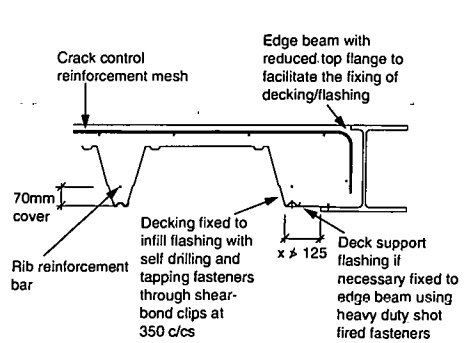 Crack control
reinforcement mesh
Edge beam with
reduced top flange to
facilitate the fixing of
decking/flashing
70mm
cover
Rib reinforcement
bar
Decking fixed to
infill flashing with
self drilling and
tapping fasteners
through shear-
bond clips at
350 c/cs
x ≯ 125
Deck support
flashing if
necessary fixed to
edge beam using
heavy duty shot
fired fasteners